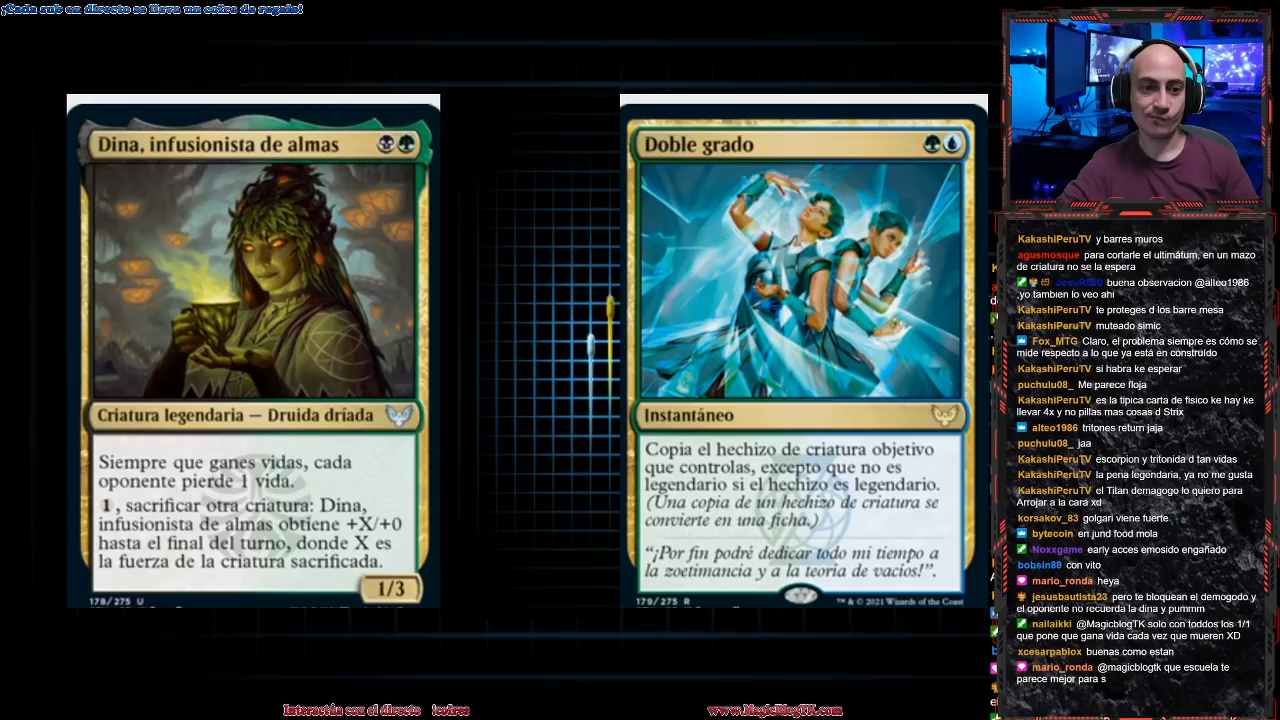 ¡Cada sub en directo se lleva un cofre de regalo!
Dina, infusionista de almas
Criatura legendaria — Druida dríada
Siempre que ganes vidas, cada
oponente pierde 1 vida.
1 , sacrificar otra criatura: Dina,
infusionista de almas obtiene +X/+0
hasta el final del turno, donde X es
la fuerza de la criatura sacrificada.
1/3
178/275 U
Doble grado
Instantáneo
Copia el hechizo de criatura objetivo
que controlas, excepto que no es
legendario si el hechizo es legendario.
(Una copia de un hechizo de criatura se
convierte en una ficha.)
“¡Por fin podré dedicar todo mi tiempo a
la zoetimancia y a la teoria de vacios!”.
179/275 R
™ & © 2021 Wizards of the Coast
KakashiPeruTV y barres muros
agusmosque para cortarle el ultimátum, en un mazo
de criatura no se la espera
buena observacion @alteo1986
,yo tambien lo veo ahi
KakashiPeruTV te proteges d los barre mesa
KakashiPeruTV muteado simic
Fox_MTG Claro, el problema siempre es cómo se
mide respecto a lo que ya está en construído
KakashiPeruTV si habra ke esperar
puchulu08_ Me parece floja
KakashiPeruTV es la tipica carta de fisico ke hay ke
llevar 4x y no pillas mas cosas d Strix
alteo1986 tritones return jaja
puchulu08_ jaa
KakashiPeruTV escorpion y tritonida d tan vidas
KakashiPeruTV la pena legendaria, ya no me gusta
KakashiPeruTV el Titan demagogo lo quiero para
Arrojar a la cara xd
korsakov_83 golgari viene fuerte
bytecoin en jund food mola
Noxxgame early acces emosido engañado
bobsin89 con vito
mario_ronda heya
jesusbautista23 pero te bloquean el demogodo y
el oponente no recuerda la dina y pummm
nailaikki @MagicblogTK solo con toddos los 1/1
que pone que gana vida cada vez que mueren XD
xcesarpablox buenas como estan
mario_ronda @magicblogtk que escuela te
parece mejor para s
Interactúa con el directo !cofres
www.MagicBlogTK.com